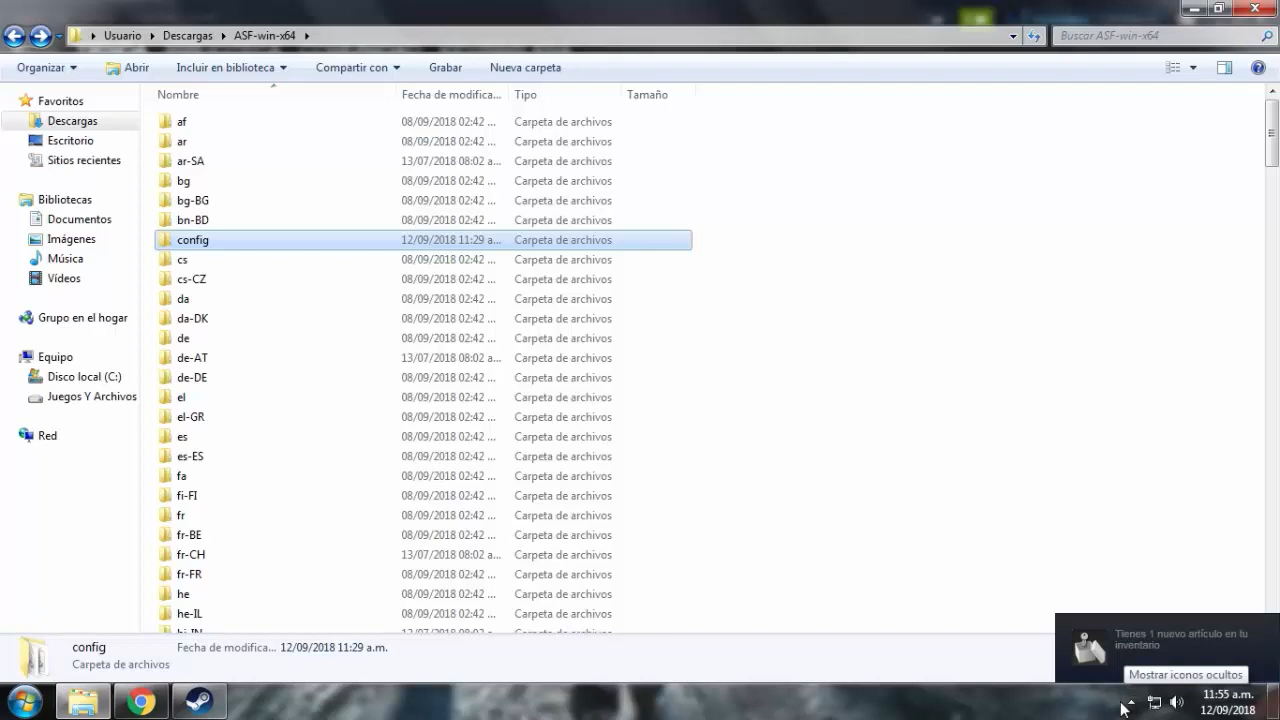 Usuario Descargas ASF-win-x64
Buscar ASF-win-x64
Organizar Abrir Incluir en biblioteca Compartir con Grabar Nueva carpeta
Nombre Fecha de modifica... Tipo Tamaño
Favoritos
Descargas
Escritorio
Sitios recientes
Bibliotecas
Documentos
Imágenes
Música
Vídeos
Grupo en el hogar
Equipo
Disco local (C:)
Juegos Y Archivos
Red
af 08/09/2018 02:42 ... Carpeta de archivos
ar 08/09/2018 02:42 ... Carpeta de archivos
ar-SA 13/07/2018 08:02 a... Carpeta de archivos
bg 08/09/2018 02:42 ... Carpeta de archivos
bg-BG 08/09/2018 02:42 ... Carpeta de archivos
bn-BD 08/09/2018 02:42 ... Carpeta de archivos
config 12/09/2018 11:29 a... Carpeta de archivos
cs 08/09/2018 02:42 ... Carpeta de archivos
cs-CZ 08/09/2018 02:42 ... Carpeta de archivos
da 08/09/2018 02:42 ... Carpeta de archivos
da-DK 08/09/2018 02:42 ... Carpeta de archivos
de 08/09/2018 02:42 ... Carpeta de archivos
de-AT 13/07/2018 08:02 a... Carpeta de archivos
de-DE 08/09/2018 02:42 ... Carpeta de archivos
el 08/09/2018 02:42 ... Carpeta de archivos
el-GR 08/09/2018 02:42 ... Carpeta de archivos
es 08/09/2018 02:42 ... Carpeta de archivos
es-ES 08/09/2018 02:42 ... Carpeta de archivos
fa 08/09/2018 02:42 ... Carpeta de archivos
fi-FI 08/09/2018 02:42 ... Carpeta de archivos
fr 08/09/2018 02:42 ... Carpeta de archivos
fr-BE 08/09/2018 02:42 ... Carpeta de archivos
fr-CH 13/07/2018 08:02 a... Carpeta de archivos
fr-FR 08/09/2018 02:42 ... Carpeta de archivos
he 08/09/2018 02:42 ... Carpeta de archivos
he-IL 08/09/2018 02:42 ... Carpeta de archivos
hi-IN 13/07/2018 08:02 a... Carpeta de archivos
config Fecha de modifica... 12/09/2018 11:29 a.m.
Carpeta de archivos
Tienes 1 nuevo artículo en tu
inventario
Mostrar iconos ocultos
11:55 a.m.
12/09/2018